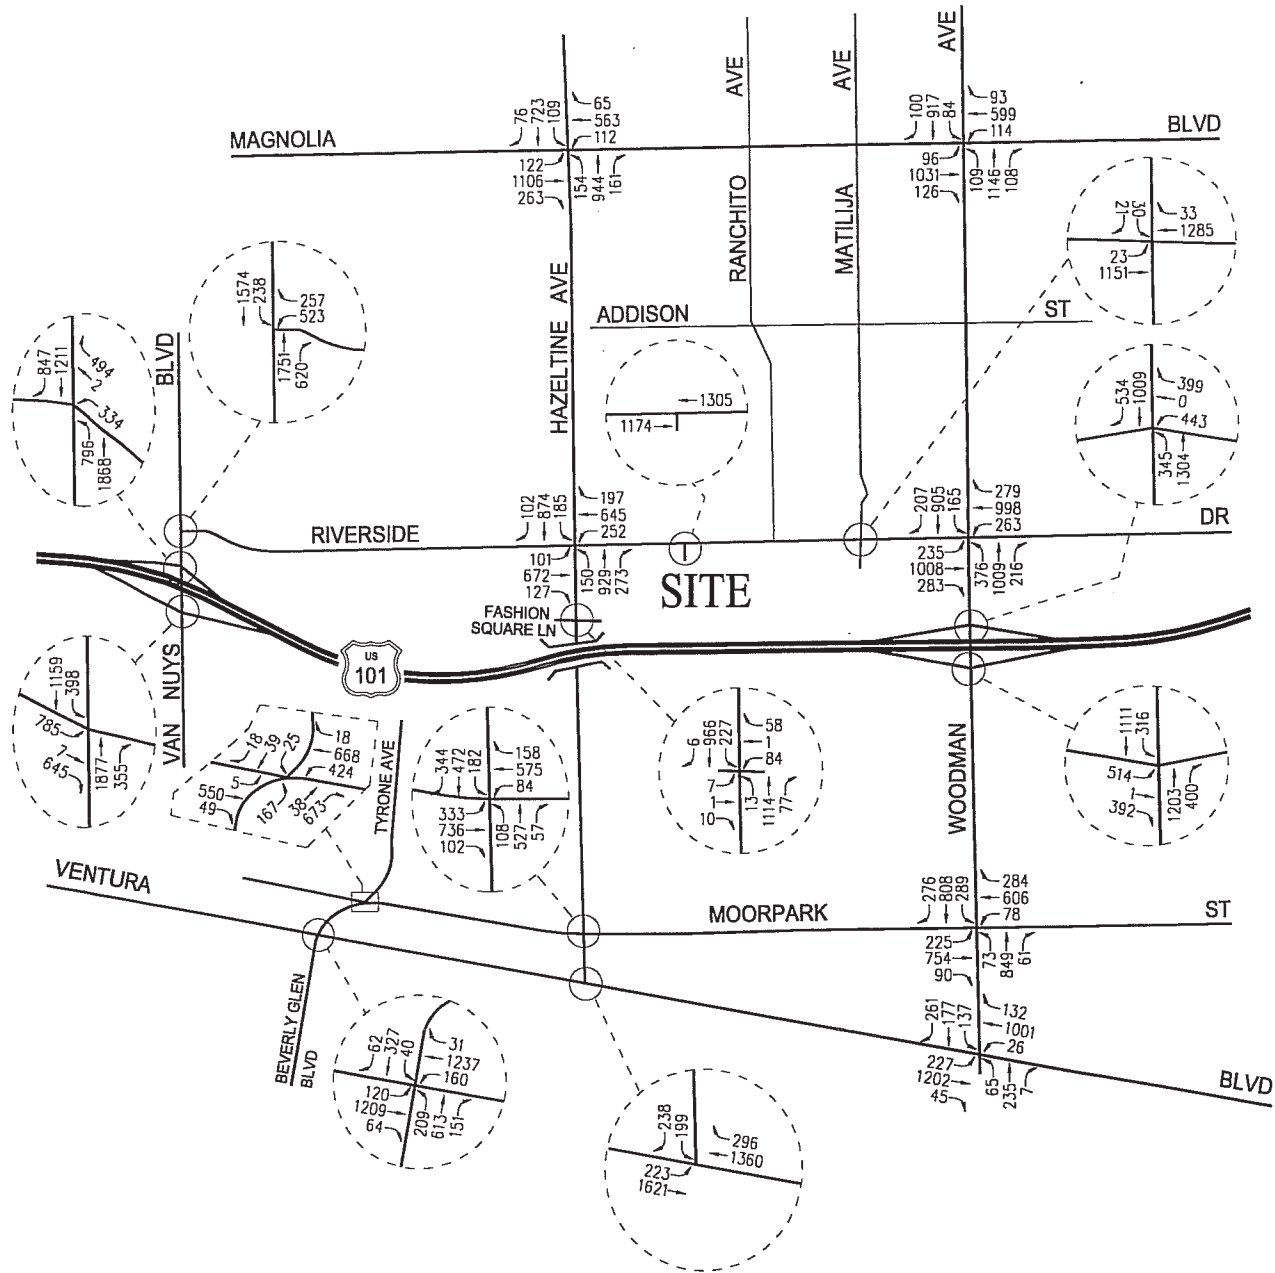 AVE
AVE
AVE
MAGNOLIA
76 723 109
65
563
112
122
1106
263
154 944 161
100 917 84
93
599
114
BLVD
96
1031
126
109 1146 108
RANCHITO
MATILIJA
21 30
33
1285
23
1151
HAZELTINE AVE
ADDISON
ST
1574 238
257
523
1751 620
BLVD
847 1211
494
2
334
796 1868
1305
1174
534 1009
399
0
443
345 1304
RIVERSIDE
102 874 185
197
645
252
101
672
127
150 929 273
207 905 165
279
998
263
DR
235
1008
283
376 1009 216
SITE
FASHION
SQUARE LN
US
101
VAN NUYS
1159 398
785
7
645
1877 355
18 39 25
18
668
424
5
550
49
167 38 673
TYRONE AVE
344 472 182
158
575
84
333
736
102
108 527 57
6 966 227
58
1
84
7
1
10
13 1114 77
WOODMAN
1111 316
514
1
392
1203 400
VENTURA
276 808 289
284
606
78
MOORPARK
ST
225
754
90
73 849 61
BEVERLY GLEN
BLVD
62 327 40
31
1237
160
120
1209
64
209 613 151
261 177 137
132
1001
26
227
1202
45
65 235 7
BLVD
238 199
296
1360
223
1621